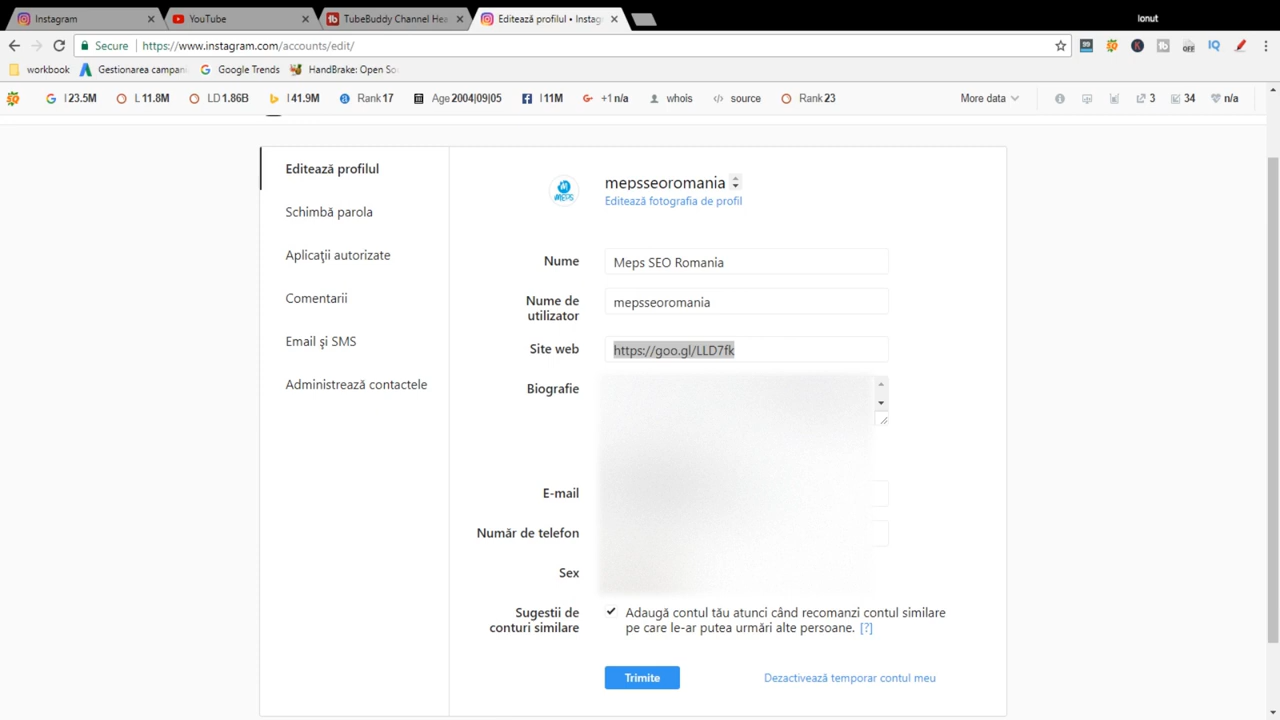 Instagram
YouTube
TubeBuddy Channel Hea
Editează profilul • Instag
Ionut
Secure
https://www.instagram.com/accounts/edit/
workbook
Gestionarea campani
Google Trends
HandBrake: Open So
I 23.5M
L 11.8M
LD 1.86B
I 41.9M
Rank 17
Age 2004|09|05
I 11M
+1 n/a
whois
source
Rank 23
More data
3
34
n/a
Editează profilul
Schimbă parola
Aplicaţii autorizate
Comentarii
Email şi SMS
Administrează contactele
MEPS
mepsseoromania
Editează fotografia de profil
Nume
Meps SEO Romania
Nume de
utilizator
mepsseoromania
Site web
https://goo.gl/LLD7fk
Biografie
E-mail
Număr de telefon
Sex
Sugestii de
conturi similare
Adaugă contul tău atunci când recomanzi contul similare
pe care le-ar putea urmări alte persoane. [?]
Trimite
Dezactivează temporar contul meu